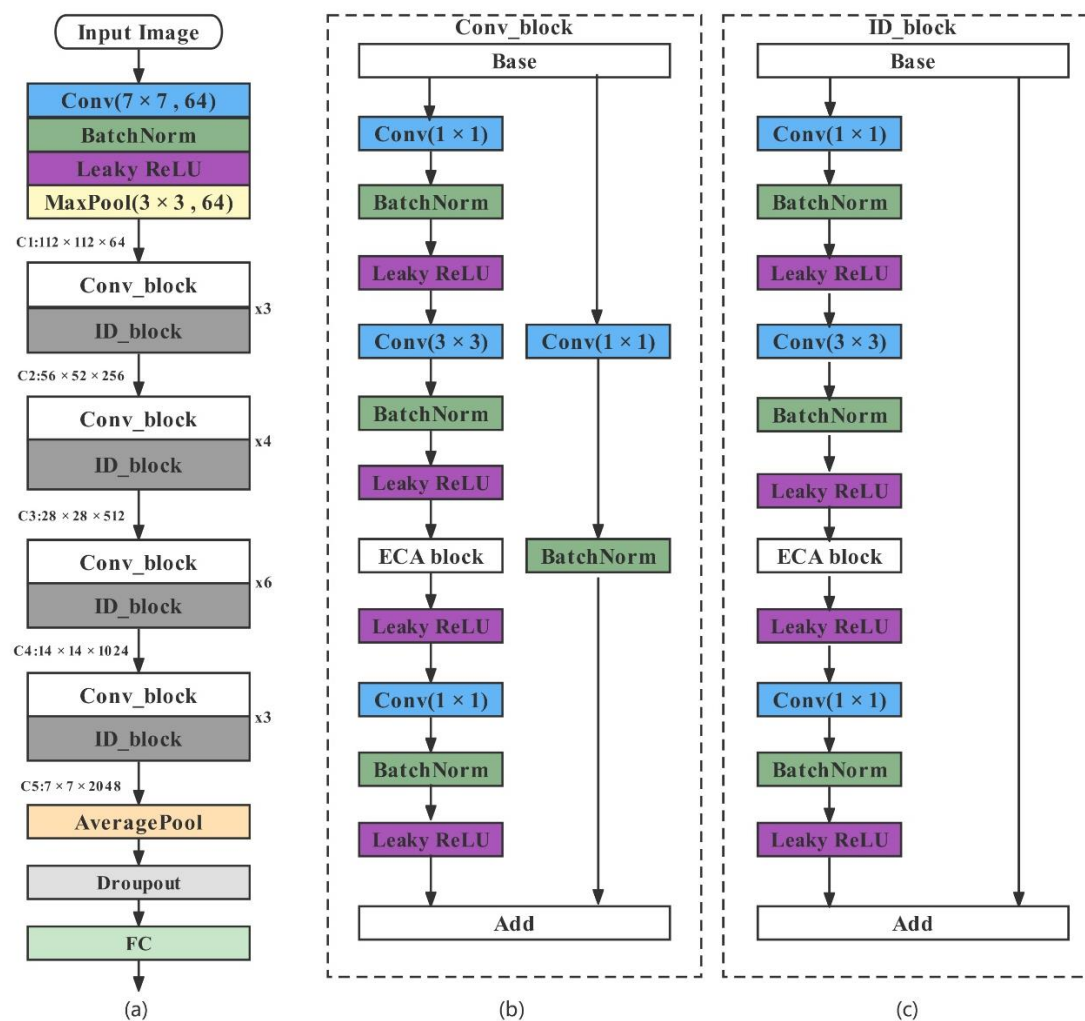 Input Image
Conv(7 × 7 , 64)
BatchNorm
Leaky ReLU
MaxPool(3 × 3 , 64)
C1:112 × 112 × 64
Conv_block
ID_block
x3
C2:56 × 52 × 256
Conv_block
ID_block
x4
C3:28 × 28 × 512
Conv_block
ID_block
x6
C4:14 × 14 × 1024
Conv_block
ID_block
x3
C5:7 × 7 × 2048
AveragePool
Droupout
FC
(a)
Conv_block
Base
Conv(1 × 1)
BatchNorm
Leaky ReLU
Conv(3 × 3)
BatchNorm
Leaky ReLU
ECA block
Leaky ReLU
Conv(1 × 1)
BatchNorm
Leaky ReLU
Conv(1 × 1)
BatchNorm
Add
(b)
ID_block
Base
Conv(1 × 1)
BatchNorm
Leaky ReLU
Conv(3 × 3)
BatchNorm
Leaky ReLU
ECA block
Leaky ReLU
Conv(1 × 1)
BatchNorm
Leaky ReLU
Add
(c)